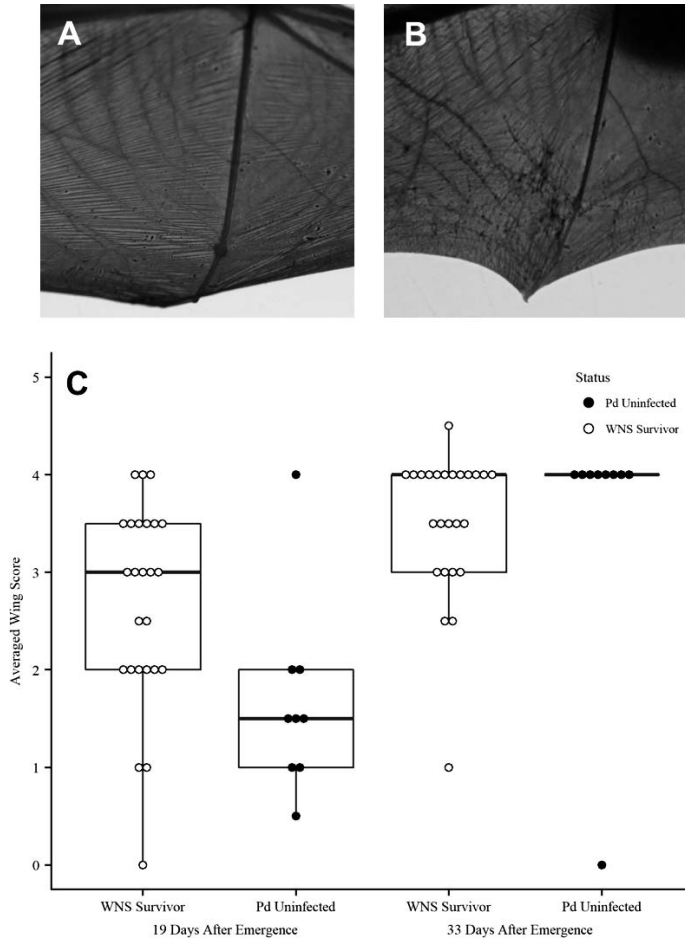 A
B
C
Status
Pd Uninfected
WNS Survivor
5
4
3
2
1
0
Averaged Wing Score
WNS Survivor
Pd Uninfected
WNS Survivor
Pd Uninfected
19 Days After Emergence
33 Days After Emergence